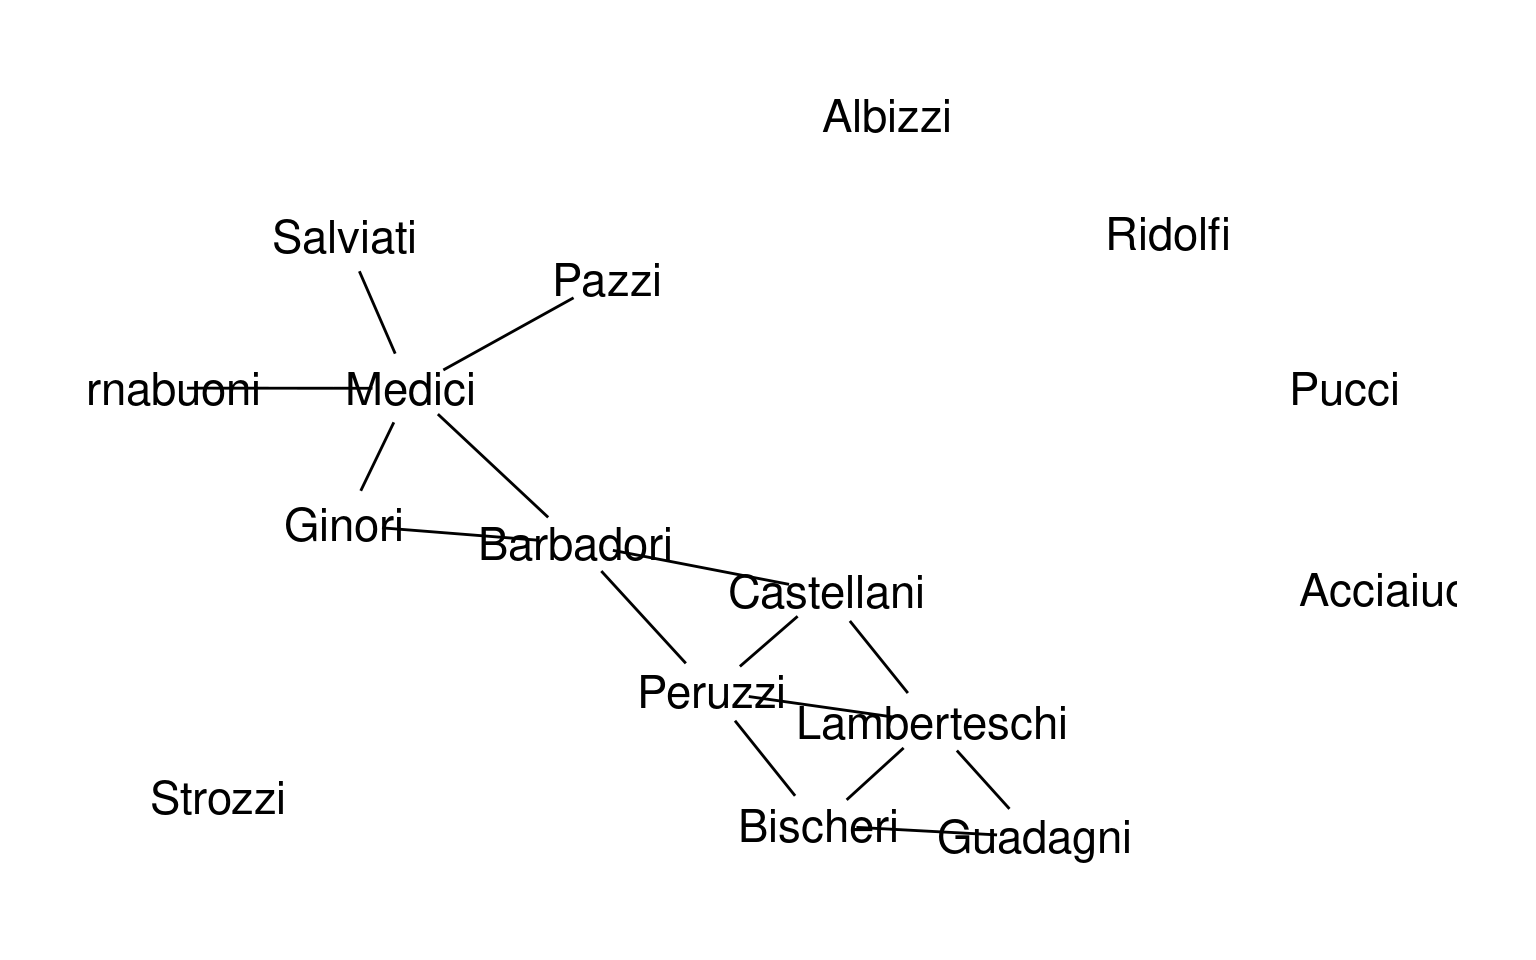 Albizzi
Salviati
Ridolfi
Pazzi
rnabuoni
Medici
Pucci
Ginori
Barbadori
Castellani
Acciaiuc
Peruzzi
Lamberteschi
Strozzi
Bischeri
Guadagni